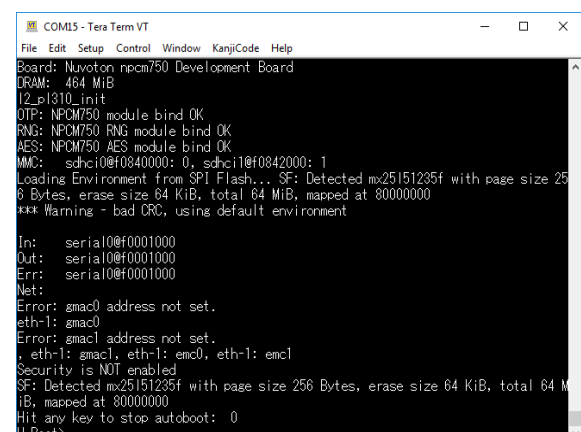 COM15 - Tera Term VT
File Edit Setup Control Window KanjiCode Help
Board: Nuvoton npcm750 Development Board
DRAM:  464 MiB
l2_pl310_init
OTP: NPCM750 module bind OK
RNG: NPCM750 RNG module bind OK
AES: NPCM750 AES module bind OK
MMC:   sdhci0@f0840000: 0, sdhci1@f0842000: 1
Loading Environment from SPI Flash... SF: Detected mx25l51235f with page size 25
6 Bytes, erase size 64 KiB, total 64 MiB, mapped at 80000000
*** Warning - bad CRC, using default environment
In:    serial0@f0001000
Out:   serial0@f0001000
Err:   serial0@f0001000
Net:
Error: gmac0 address not set.
eth-1: gmac0
Error: gmac1 address not set.
, eth-1: gmac1, eth-1: emc0, eth-1: emc1
Security is NOT enabled
SF: Detected mx25l51235f with page size 256 Bytes, erase size 64 KiB, total 64 M
iB, mapped at 80000000
Hit any key to stop autoboot:  0
U-Boot>